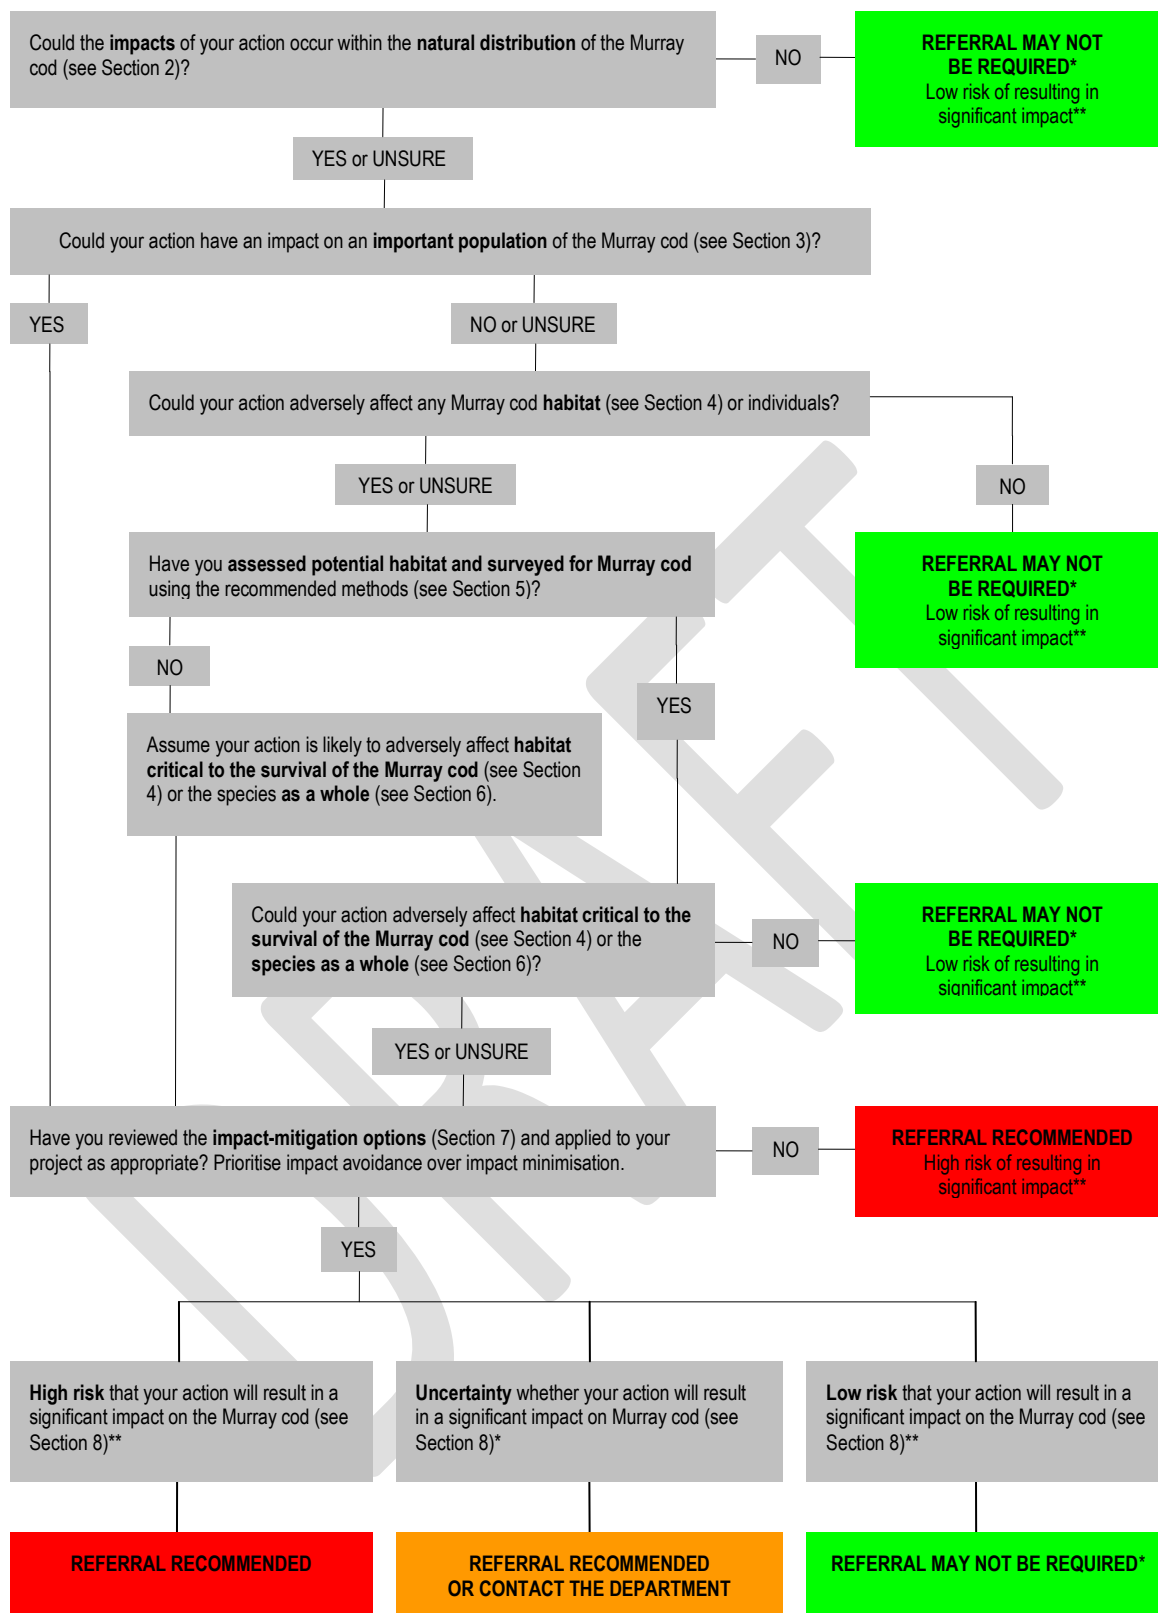 Could the impacts of your action occur within the natural distribution of the Murray
cod (see Section 2)?
NO
REFERRAL MAY NOT
BE REQUIRED*
Low risk of resulting in
significant impact**
YES or UNSURE
Could your action have an impact on an important population of the Murray cod (see Section 3)?
YES
NO or UNSURE
Could your action adversely affect any Murray cod habitat (see Section 4) or individuals?
YES or UNSURE
NO
Have you assessed potential habitat and surveyed for Murray cod
using the recommended methods (see Section 5)?
REFERRAL MAY NOT
BE REQUIRED*
Low risk of resulting in
significant impact**
NO
YES
Assume your action is likely to adversely affect habitat
critical to the survival of the Murray cod (see Section
4) or the species as a whole (see Section 6).
Could your action adversely affect habitat critical to the
survival of the Murray cod (see Section 4) or the
species as a whole (see Section 6)?
NO
REFERRAL MAY NOT
BE REQUIRED*
Low risk of resulting in
significant impact**
YES or UNSURE
Have you reviewed the impact-mitigation options (Section 7) and applied to your
project as appropriate? Prioritise impact avoidance over impact minimisation.
NO
REFERRAL RECOMMENDED
High risk of resulting in
significant impact**
YES
High risk that your action will result in a
significant impact on the Murray cod (see
Section 8)**
Uncertainty whether your action will result
in a significant impact on Murray cod (see
Section 8)*
Low risk that your action will result in a
significant impact on the Murray cod (see
Section 8)**
REFERRAL RECOMMENDED
REFERRAL RECOMMENDED
OR CONTACT THE DEPARTMENT
REFERRAL MAY NOT BE REQUIRED*
DRAFT